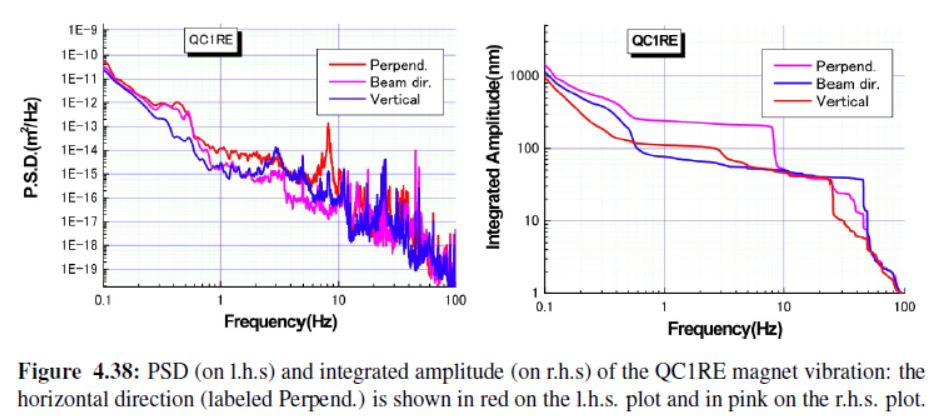 QC1RE
1E-9
1E-10
1E-11
1E-12
1E-13
1E-14
1E-15
1E-16
1E-17
1E-18
1E-19
P.S.D.(m²/Hz)
Perpend.
Beam dir.
Vertical
0.1 1 10 100
Frequency(Hz)
QC1RE
1000
100
10
1
Integrated Amplitude(nm)
Perpend.
Beam dir.
Vertical
0.1 1 10 100
Frequency(Hz)
Figure 4.38: PSD (on l.h.s) and integrated amplitude (on r.h.s) of the QC1RE magnet vibration: the
horizontal direction (labeled Perpend.) is shown in red on the l.h.s. plot and in pink on the r.h.s. plot.